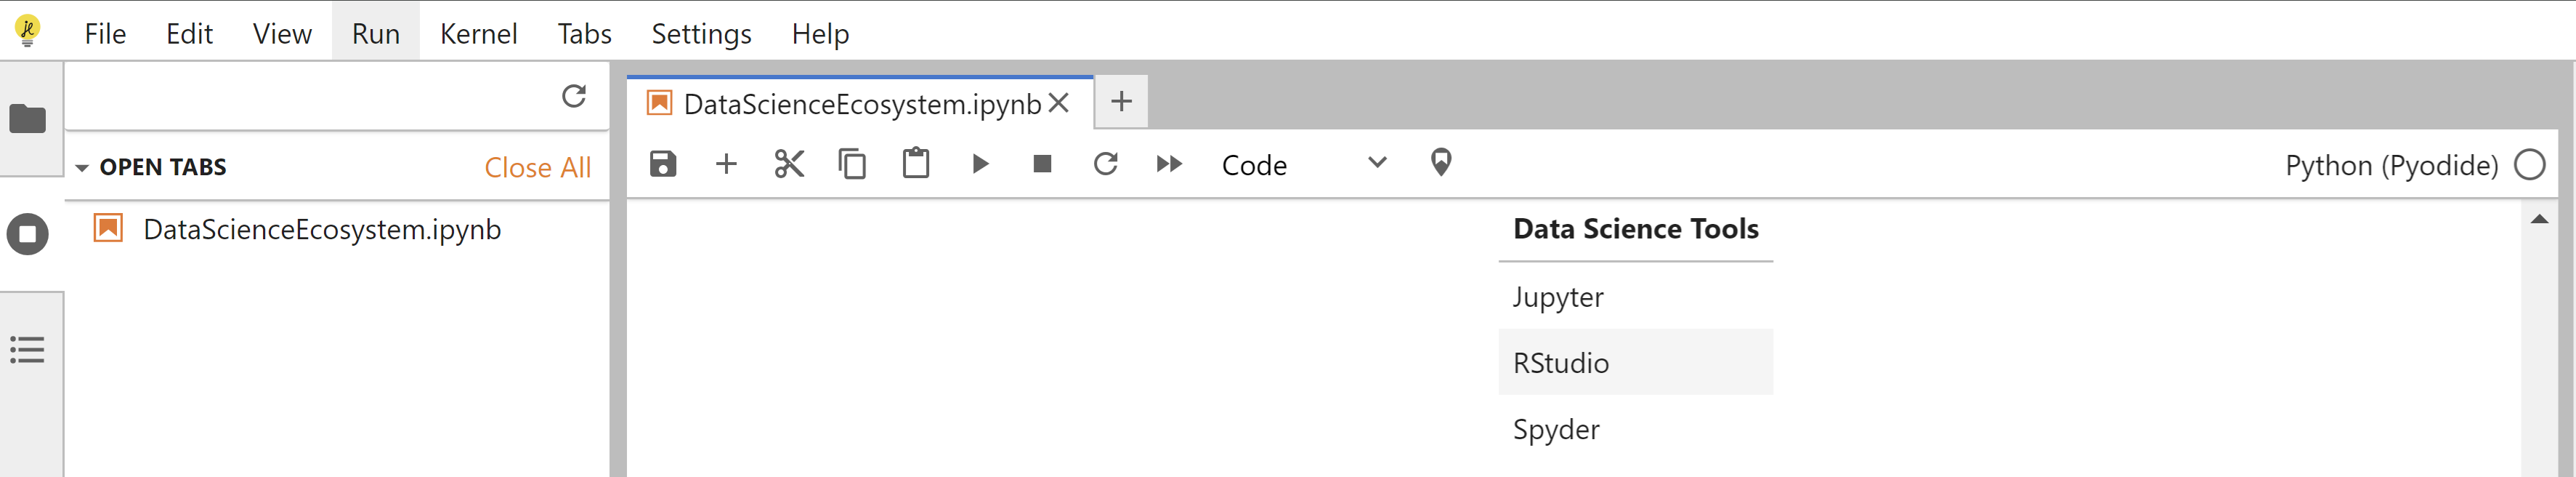 File Edit View Run Kernel Tabs Settings Help
DataScienceEcosystem.ipynb
OPEN TABS Close All
Code Python (Pyodide)
DataScienceEcosystem.ipynb
Data Science Tools
Jupyter
RStudio
Spyder